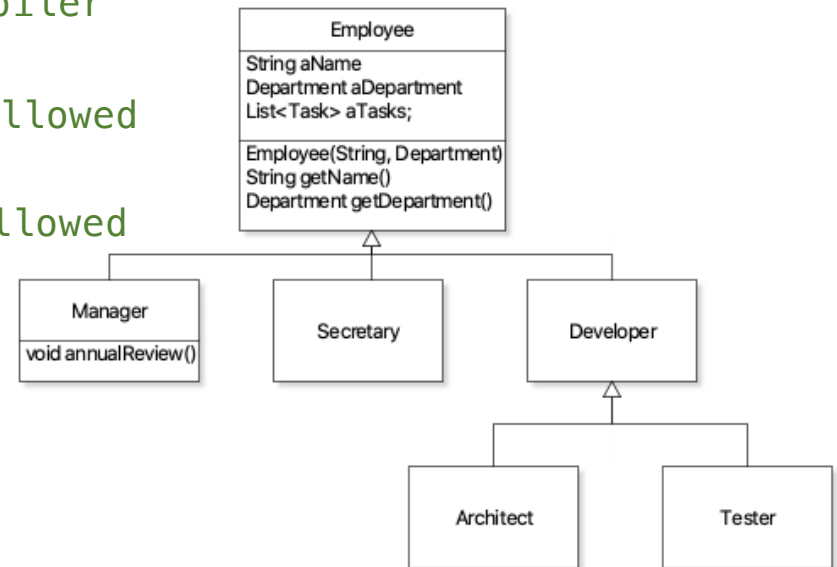 llowed
llowed
Employee
String aName
Department aDepartment
List<Task> aTasks;
Employee(String, Department)
String getName()
Department getDepartment()
Manager
void annualReview()
Secretary
Developer
Architect
Tester